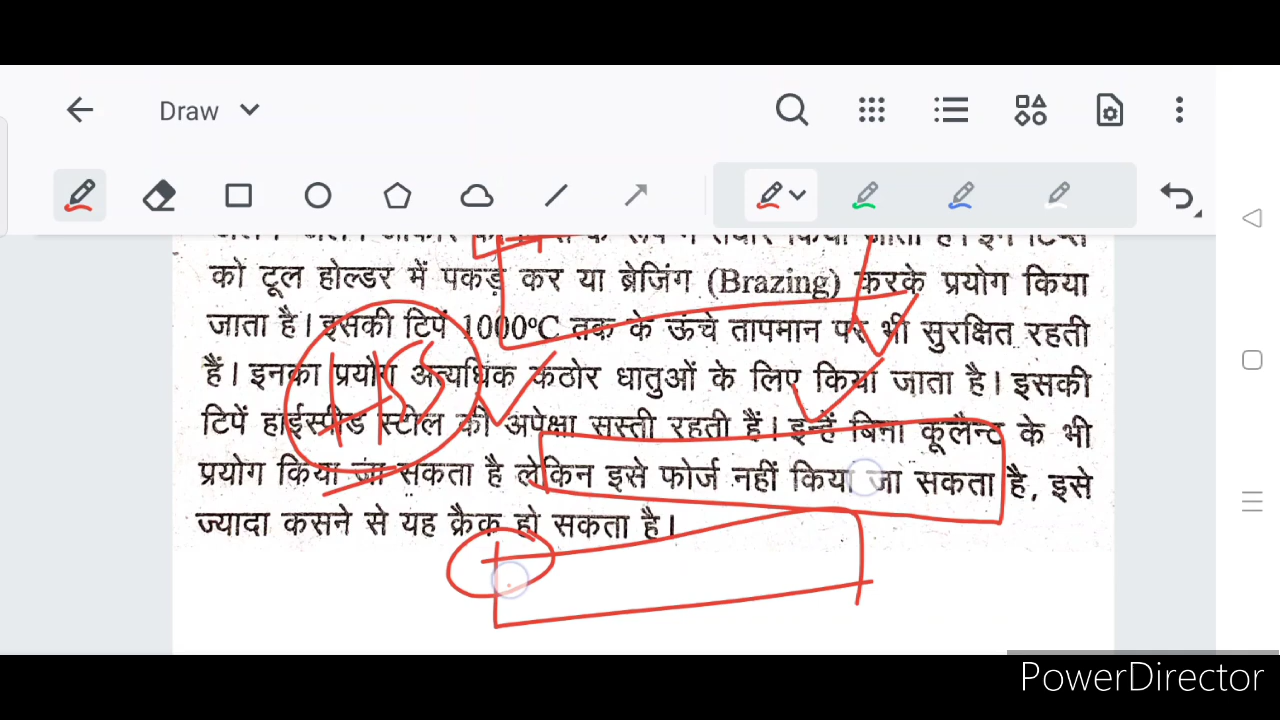 Draw
को टूल होल्डर में पकड़ कर या ब्रेजिंग (Brazing) करके प्रयोग किया
जाता है। इसकी टिपें 1000°C तक के ऊंचे तापमान पर भी सुरक्षित रहती
हैं। इनका प्रयोग अत्यधिक कठोर धातुओं के लिए किया जाता है। इसकी
टिपें हाईस्पीड स्टील की अपेक्षा सस्ती रहती हैं। इन्हें बिना कूलैन्ट के भी
प्रयोग किया जा सकता है लेकिन इसे फोर्ज नहीं किया जा सकता है, इसे
ज्यादा कसने से यह क्रैक हो सकता है।
PowerDirector